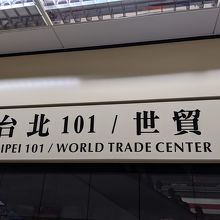 台北 101 / 世貿
IPEI 101 / WORLD TRADE CENTER